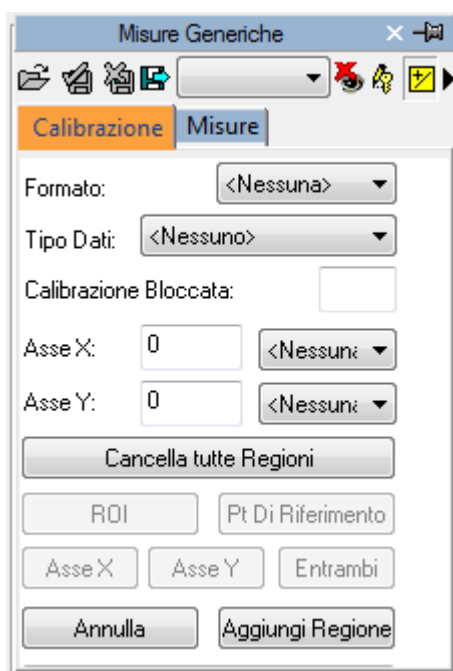 Misure Generiche
Calibrazione Misure
Formato: <Nessuna>
Tipo Dati: <Nessuno>
Calibrazione Bloccata:
Asse X: 0 <Nessuna
Asse Y: 0 <Nessuna
Cancella tutte Regioni
ROI Pt Di Riferimento
Asse X Asse Y Entrambi
Annulla Aggiungi Regione